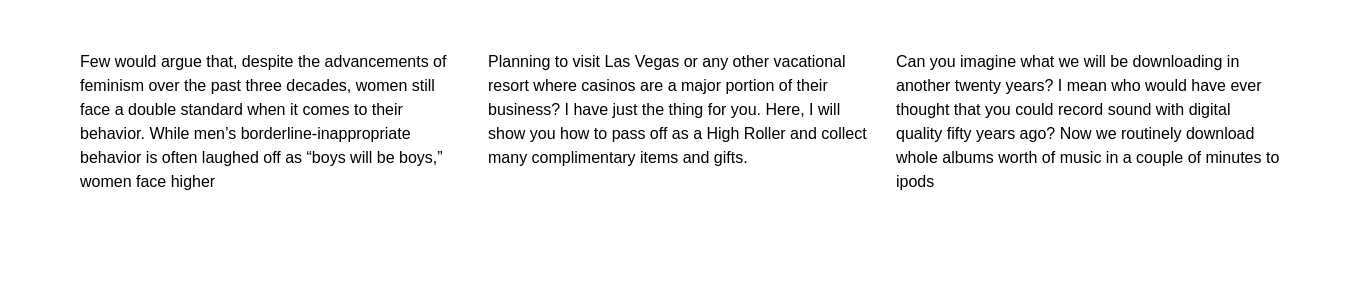 Few would argue that, despite the advancements of
feminism over the past three decades, women still
face a double standard when it comes to their
behavior. While men’s borderline-inappropriate
behavior is often laughed off as “boys will be boys,”
women face higher
Planning to visit Las Vegas or any other vacational
resort where casinos are a major portion of their
business? I have just the thing for you. Here, I will
show you how to pass off as a High Roller and collect
many complimentary items and gifts.
Can you imagine what we will be downloading in
another twenty years? I mean who would have ever
thought that you could record sound with digital
quality fifty years ago? Now we routinely download
whole albums worth of music in a couple of minutes to
ipods